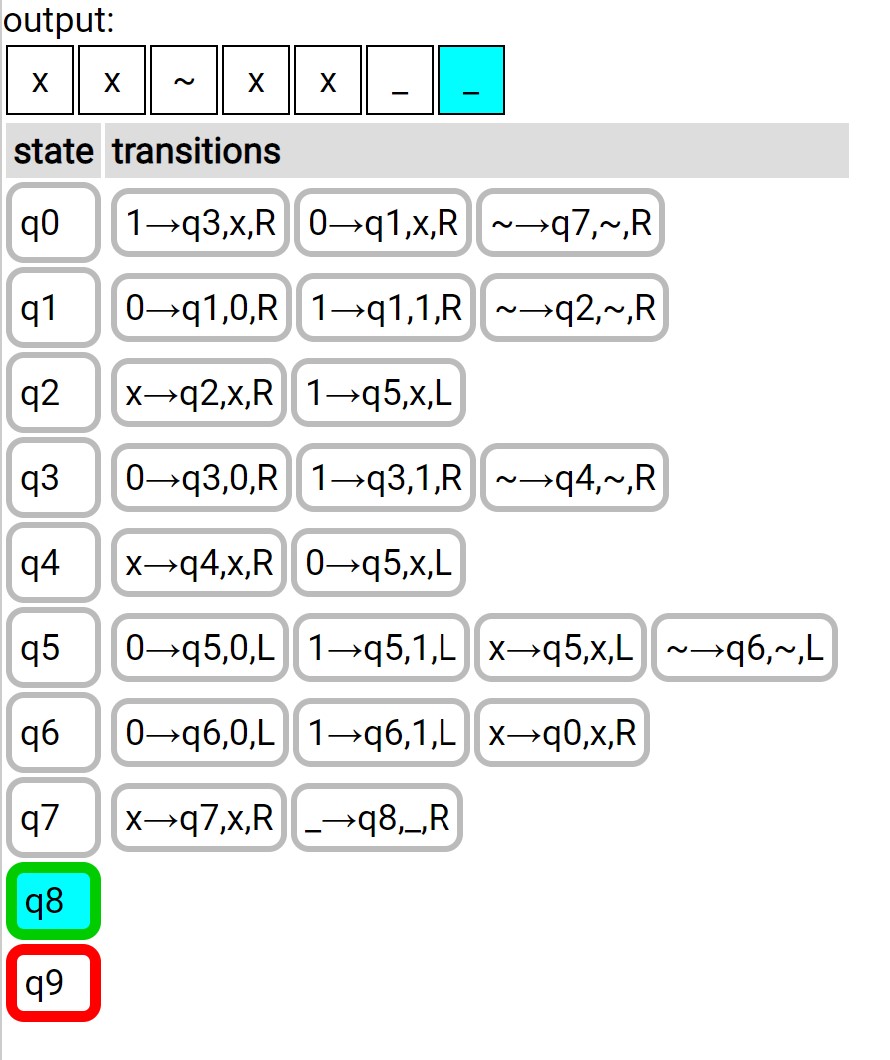 output:
x x ~ x x _ _
state transitions
q0 1→q3,x,R 0→q1,x,R ~→q7,~,R
q1 0→q1,0,R 1→q1,1,R ~→q2,~,R
q2 x→q2,x,R 1→q5,x,L
q3 0→q3,0,R 1→q3,1,R ~→q4,~,R
q4 x→q4,x,R 0→q5,x,L
q5 0→q5,0,L 1→q5,1,L x→q5,x,L ~→q6,~,L
q6 0→q6,0,L 1→q6,1,L x→q0,x,R
q7 x→q7,x,R _→q8,_,R
q8
q9